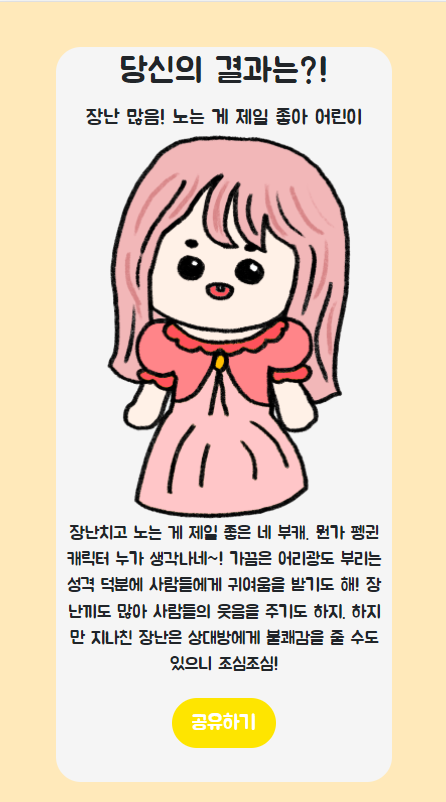 당신의 결과는?!
장난 많음! 노는 게 제일 좋아 어린이
장난치고 노는 게 제일 좋은 네 부캐. 뭔가 펭귄
캐릭터 누가 생각나네~! 가끔은 어리광도 부리는
성격 덕분에 사람들에게 귀여움을 받기도 해! 장
난끼도 많아 사람들의 웃음을 주기도 하지. 하지
만 지나친 장난은 상대방에게 불쾌감을 줄 수도
있으니 조심조심!
공유하기